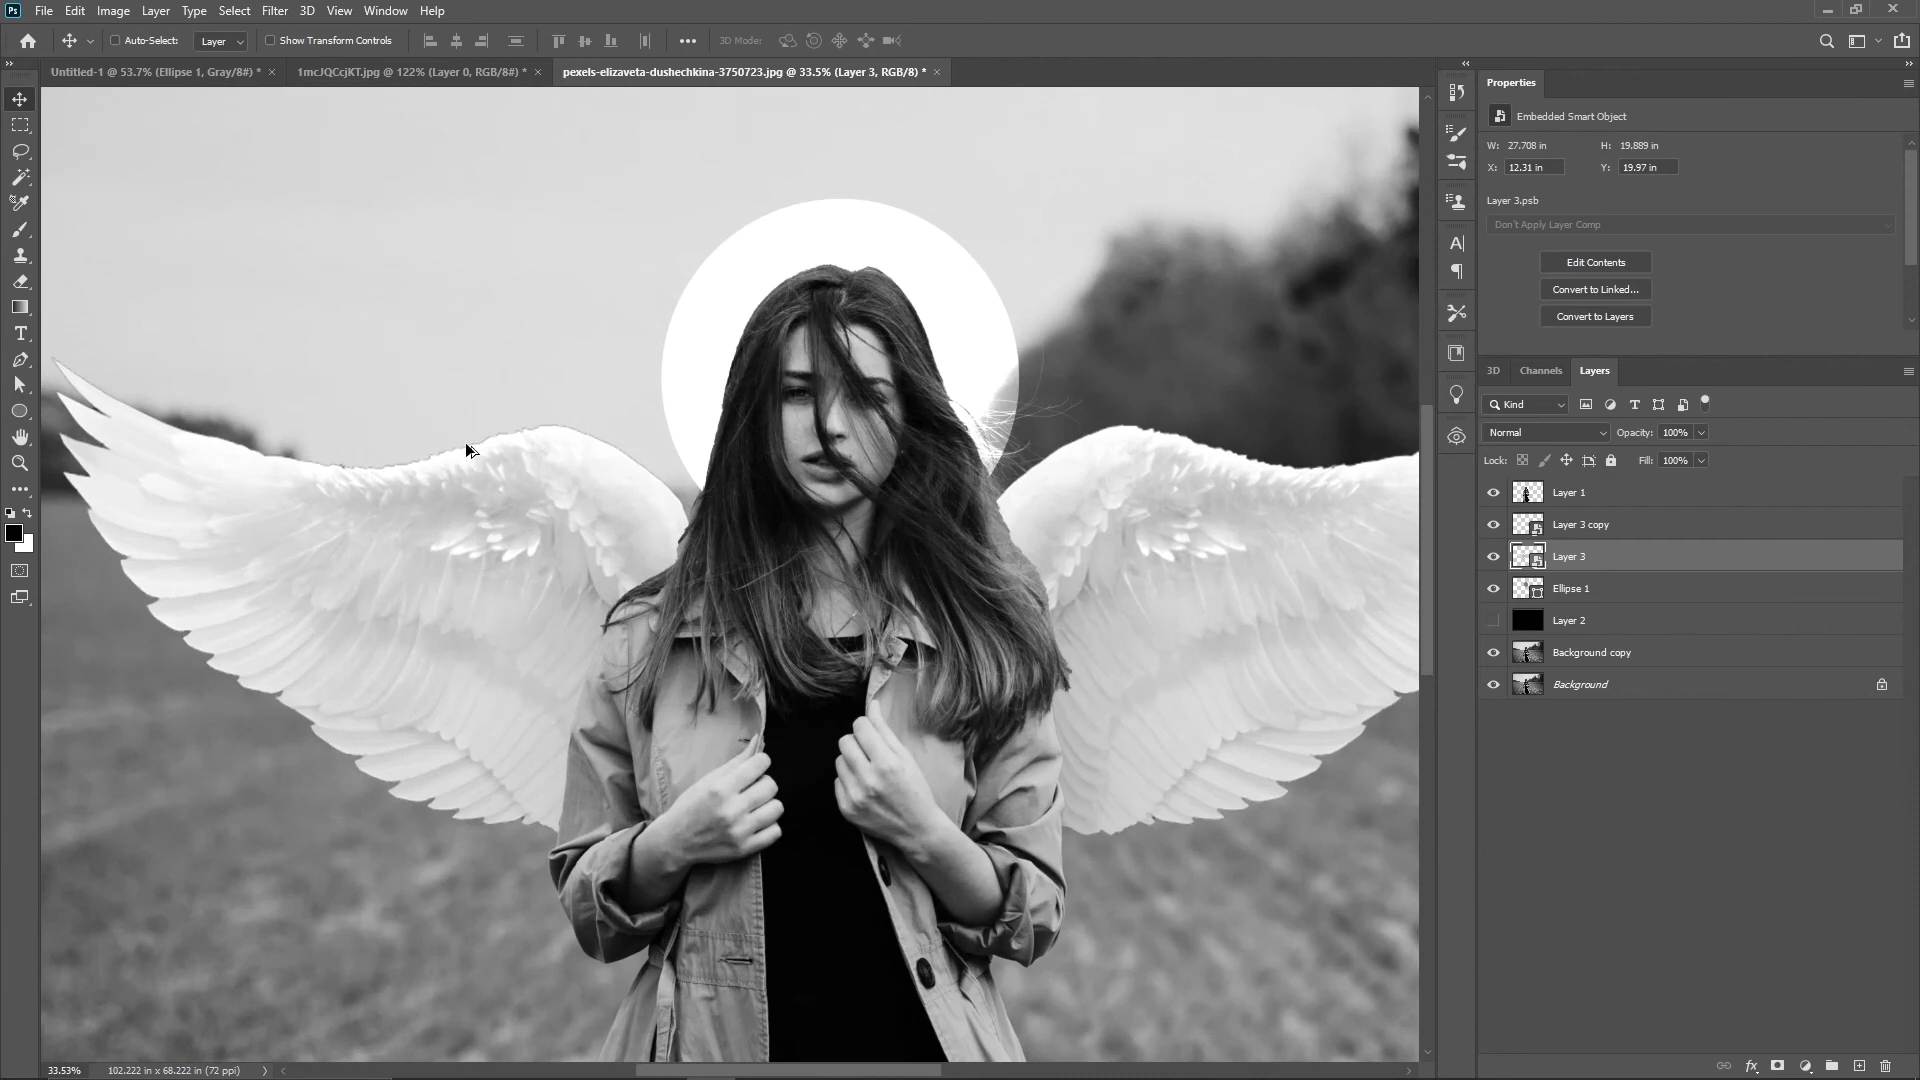 Ps File Edit Image Layer Type Select Filter 3D View Window Help
Auto-Select: Layer Show Transform Controls 3D Mode:
Untitled-1 @ 53.7% (Ellipse 1, Gray/8#) * × 1mcJQCcjKT.jpg @ 122% (Layer 0, RGB/8#) * × pexels-elizaveta-dushechkina-3750723.jpg @ 33.5% (Layer 3, RGB/8) * ×
Properties
Embedded Smart Object
W: 27.708 in H: 19.889 in
X: 12.31 in Y: 19.97 in
Layer 3.psb
Don't Apply Layer Comp
Edit Contents
Convert to Linked...
Convert to Layers
3D Channels Layers
Kind
Normal Opacity: 100%
Lock: Fill: 100%
Layer 1
Layer 3 copy
Layer 3
Ellipse 1
Layer 2
Background copy
Background
33.53% 102.222 in x 68.222 in (72 ppi)
fx